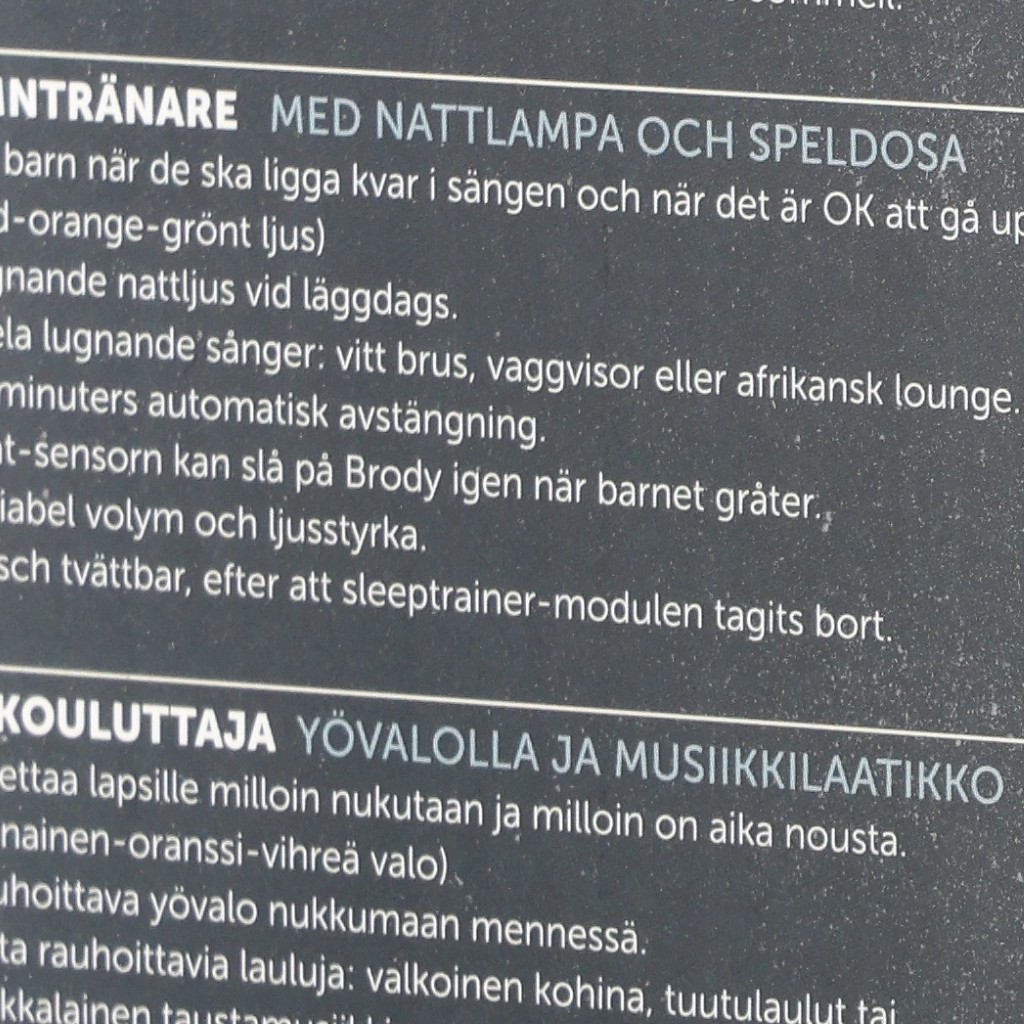 INTRÄNARE MED NATTLAMPA OCH SPELDOSA
barn när de ska ligga kvar i sängen och när det är OK att gå up
d-orange-grönt ljus)
gnande nattljus vid läggdags.
ela lugnande sånger: vitt brus, vaggvisor eller afrikansk lounge.
minuters automatisk avstängning.
at-sensorn kan slå på Brody igen när barnet gråter.
iabel volym och ljusstyrka.
sch tvättbar, efter att sleeptrainer-modulen tagits bort.
KOULUTTAJA YÖVALOLLA JA MUSIIKKILAATIKKO
ettaa lapsille milloin nukutaan ja milloin on aika nousta.
nainen-oranssi-vihreä valo)
uhoittava yövalo nukkumaan mennessä.
ta rauhoittavia lauluja: valkoinen kohina, tuutulaulut tai
kkalainen